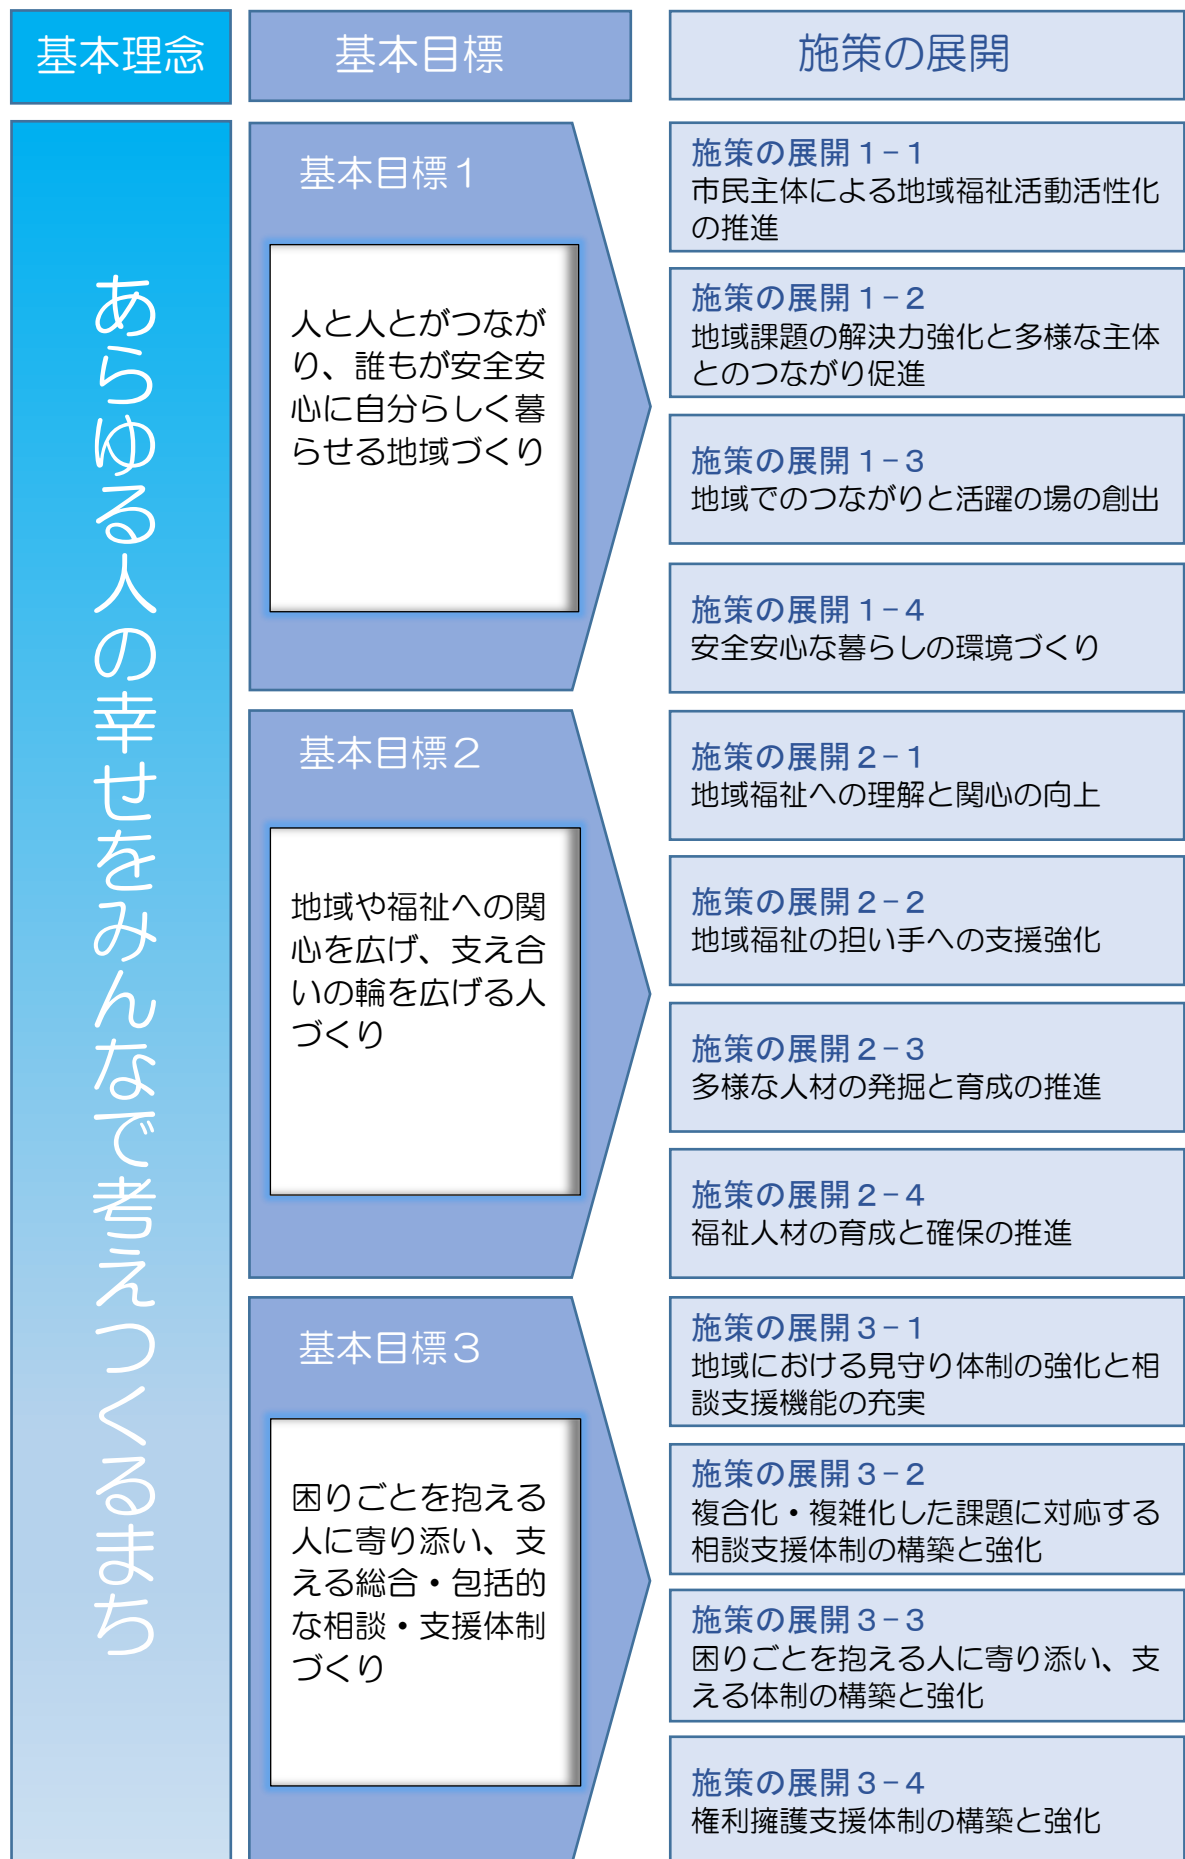 基本理念
基本目標
施策の展開
あらゆる人の幸せをみんなで考えつくるまち
基本目標１
人と人とがつなが
り、誰もが安全安
心に自分らしく暮
らせる地域づくり
施策の展開１−１
市民主体による地域福祉活動活性化
の推進
施策の展開１−２
地域課題の解決力強化と多様な主体
とのつながり促進
施策の展開１−３
地域でのつながりと活躍の場の創出
施策の展開１−４
安全安心な暮らしの環境づくり
基本目標２
地域や福祉への関
心を広げ、支え合
いの輪を広げる人
づくり
施策の展開２−１
地域福祉への理解と関心の向上
施策の展開２−２
地域福祉の担い手への支援強化
施策の展開２−３
多様な人材の発掘と育成の推進
施策の展開２−４
福祉人材の育成と確保の推進
基本目標３
困りごとを抱える
人に寄り添い、支
える総合・包括的
な相談・支援体制
づくり
施策の展開３−１
地域における見守り体制の強化と相
談支援機能の充実
施策の展開３−２
複合化・複雑化した課題に対応する
相談支援体制の構築と強化
施策の展開３−３
困りごとを抱える人に寄り添い、支
える体制の構築と強化
施策の展開３−４
権利擁護支援体制の構築と強化